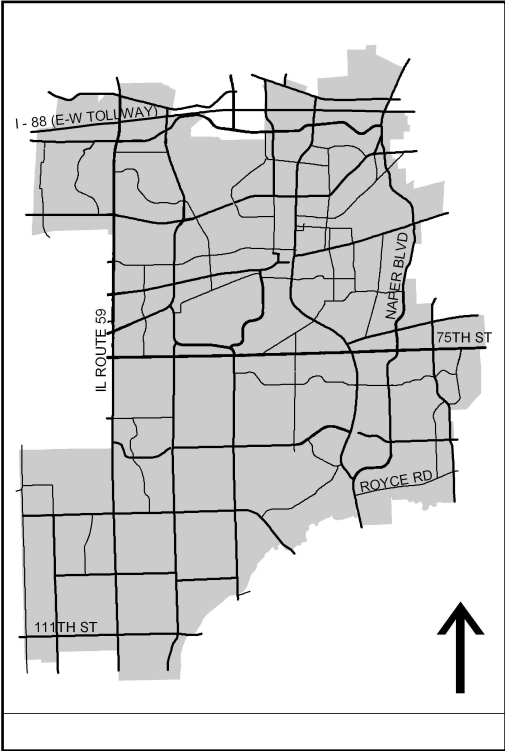 I - 88 (E-W TOLLWAY)
NAPER BLVD
IL ROUTE 59
75TH ST
ROYCE RD
111TH ST